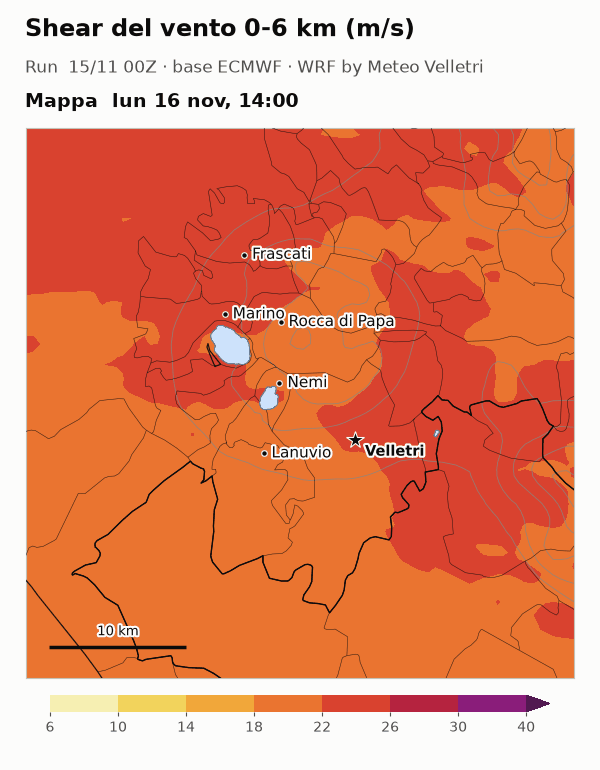 Shear del vento 0-6 km (m/s)
Run  15/11 00Z · base ECMWF · WRF by Meteo Velletri
Mappa  lun 16 nov, 14:00
Frascati
Marino
Rocca di Papa
Nemi
Velletri
Lanuvio
10 km
6 10 14 18 22 26 30 40